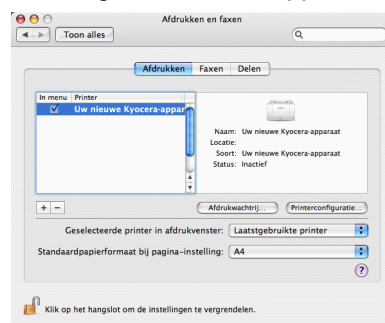 Afdrukken en faxen
Toon alles
Afdrukken Faxen Delen
In menu Printer
Uw nieuwe Kyocera-appar
Naam: Uw nieuwe Kyocera-apparaat
Locatie:
Soort: Uw nieuwe Kyocera-apparaat
Status: Inactief
+ −
Afdrukwachtrij... Printerconfiguratie...
Geselecteerde printer in afdrukvenster: Laatstgebruikte printer
Standaardpapierformaat bij pagina-instelling: A4
?
Klik op het hangslot om de instellingen te vergrendelen.